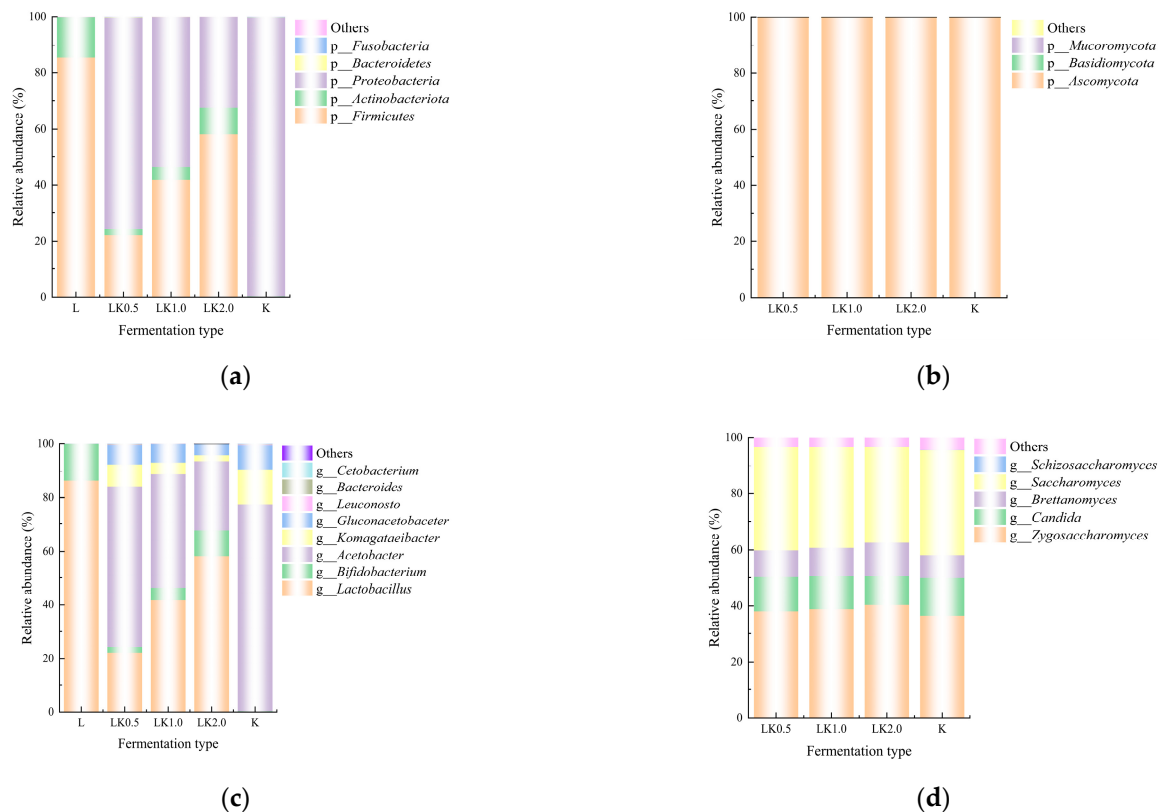 100
80
60
40
20
0
Relative abundance (%)
L LK0.5 LK1.0 LK2.0 K
Fermentation type
Others
p__Fusobacteria
p__Bacteroidetes
p__Proteobacteria
p__Actinobacteriota
p__Firmicutes
(a)
100
80
60
40
20
0
Relative abundance (%)
LK0.5 LK1.0 LK2.0 K
Fermentation type
Others
p__Mucoromycota
p__Basidiomycota
p__Ascomycota
(b)
100
80
60
40
20
0
Relative abundance (%)
L LK0.5 LK1.0 LK2.0 K
Fermentation type
Others
g__Cetobacterium
g__Bacteroides
g__Leuconosto
g__Gluconacetobaceter
g__Komagataeibacter
g__Acetobacter
g__Bifidobacterium
g__Lactobacillus
(c)
100
80
60
40
20
0
Relative abundance (%)
LK0.5 LK1.0 LK2.0 K
Fermentation type
Others
g__Schizosaccharomyces
g__Saccharomyces
g__Brettanomyces
g__Candida
g__Zygosaccharomyces
(d)